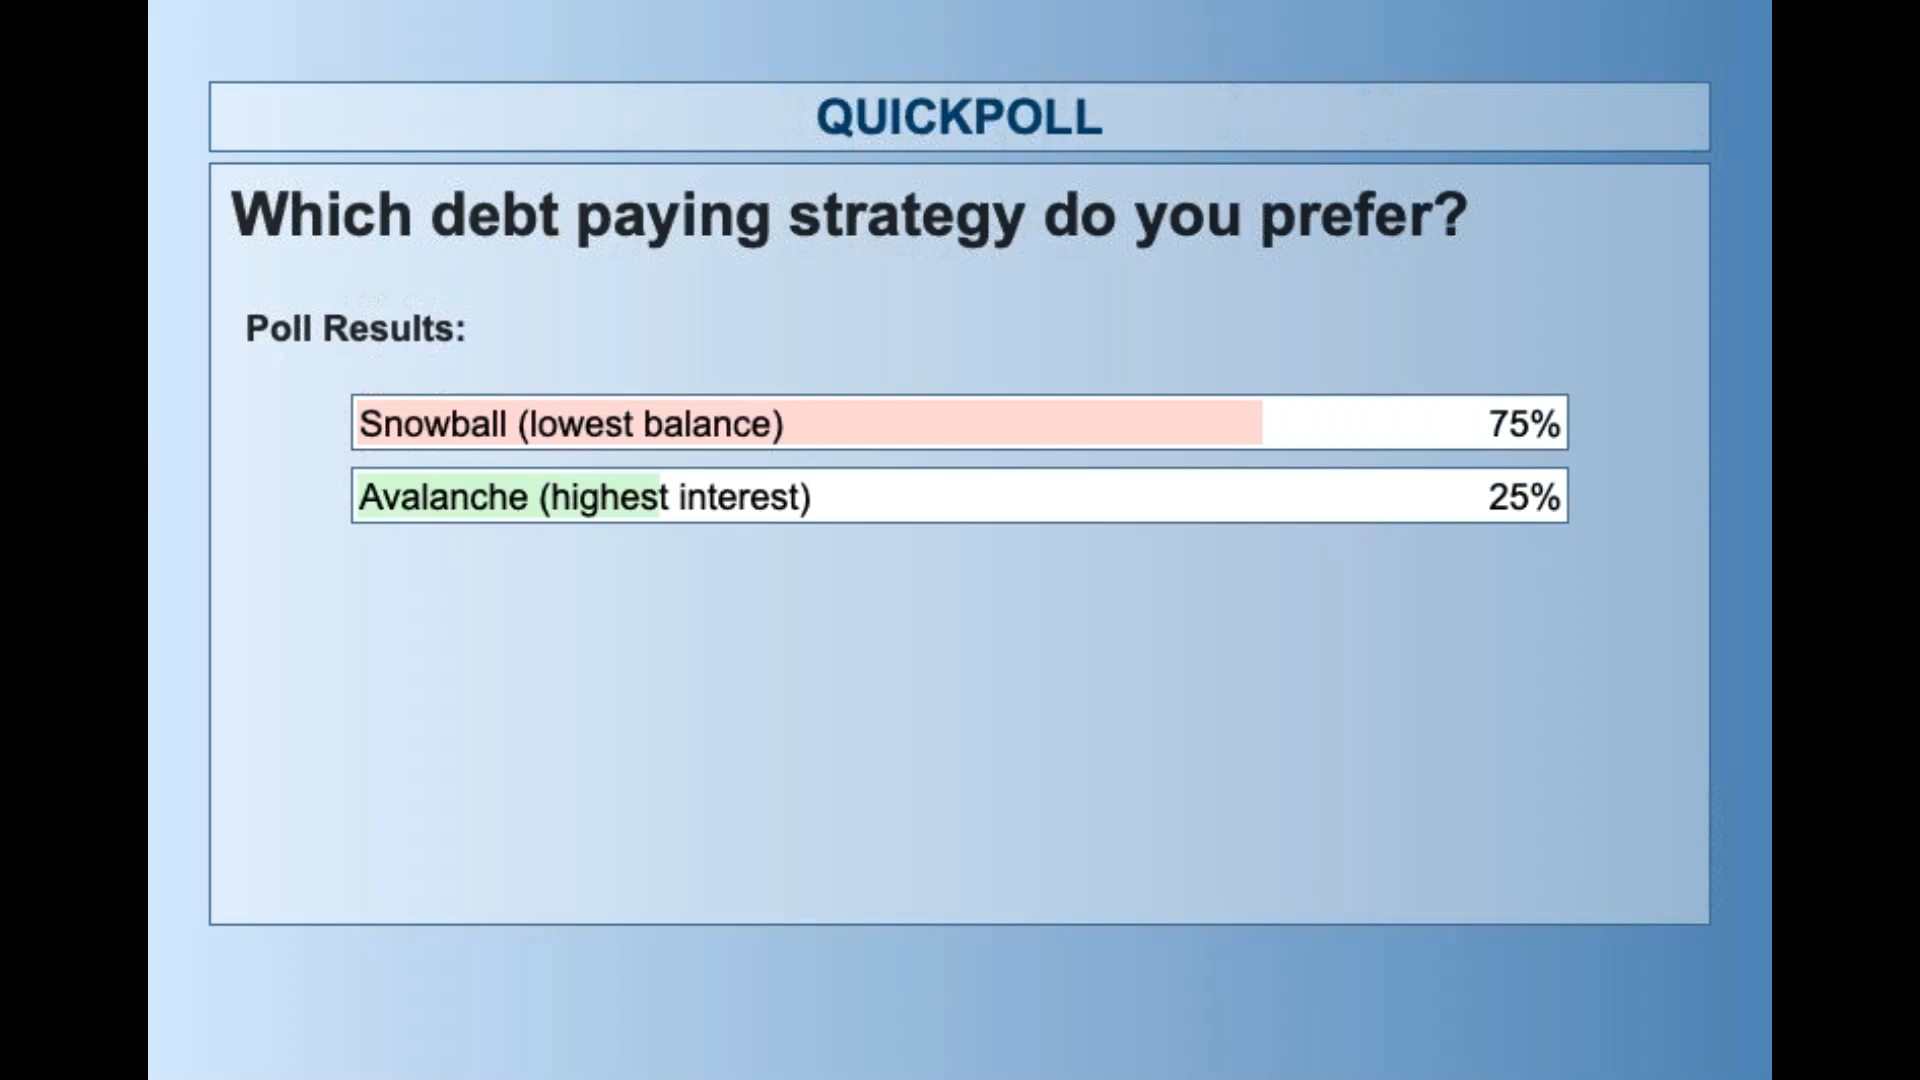 QUICKPOLL
Which debt paying strategy do you prefer?
Poll Results:
Snowball (lowest balance) 75%
Avalanche (highest interest) 25%